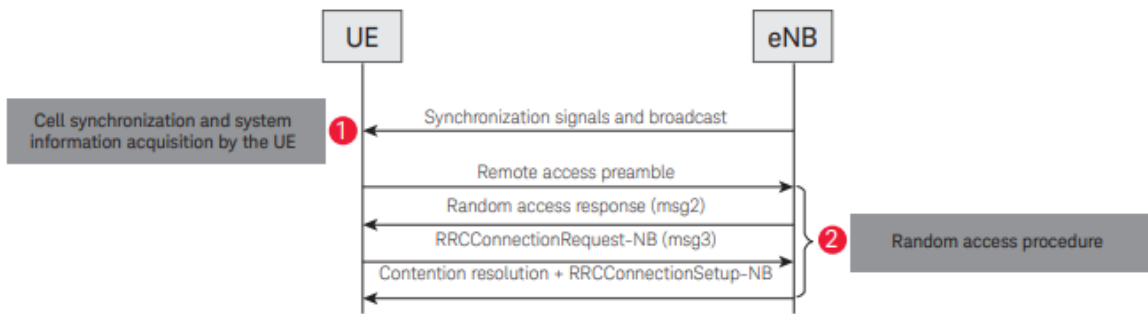 UE
eNB
Cell synchronization and system
information acquisition by the UE
1
Synchronization signals and broadcast
Remote access preamble
Random access response (msg2)
RRCConnectionRequest-NB (msg3)
Contention resolution + RRCConnectionSetup-NB
2
Random access procedure